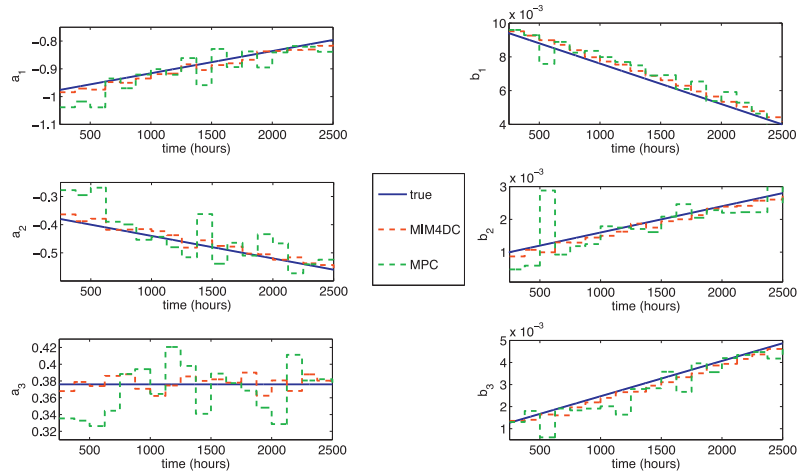 −0.8
−0.9
−1
−1.1
a1
500 1000 1500 2000 2500
time (hours)
x 10−3
10
8
6
4
b1
500 1000 1500 2000 2500
time (hours)
−0.3
−0.4
−0.5
a2
500 1000 1500 2000 2500
time (hours)
true
MIM4DC
MPC
x 10−3
3
2
1
b2
500 1000 1500 2000 2500
time (hours)
0.42
0.4
0.38
0.36
0.34
0.32
a3
500 1000 1500 2000 2500
time (hours)
x 10−3
5
4
3
2
1
b3
500 1000 1500 2000 2500
time (hours)